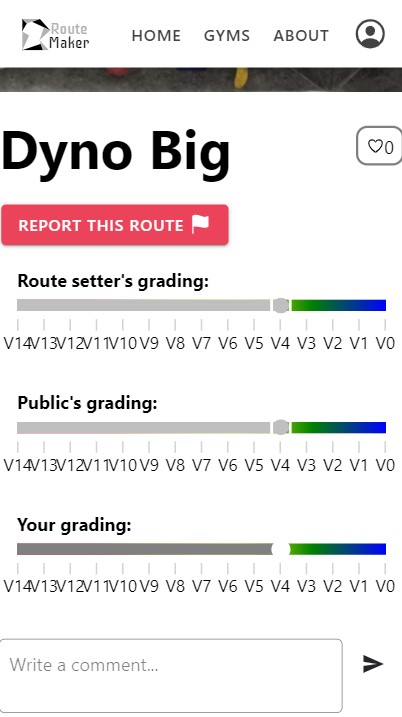 Route
Maker
HOME GYMS ABOUT
Dyno Big
0
REPORT THIS ROUTE
Route setter's grading:
V14 V13 V12 V11 V10 V9 V8 V7 V6 V5 V4 V3 V2 V1 V0
Public's grading:
V14 V13 V12 V11 V10 V9 V8 V7 V6 V5 V4 V3 V2 V1 V0
Your grading:
V14 V13 V12 V11 V10 V9 V8 V7 V6 V5 V4 V3 V2 V1 V0
Write a comment...